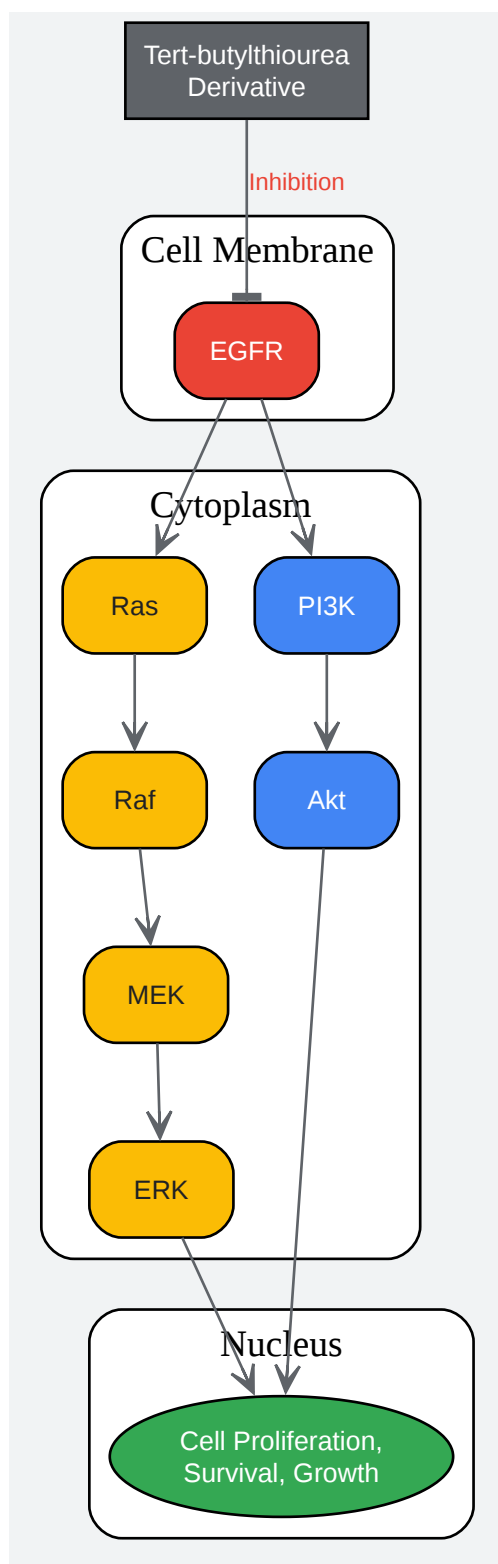 Tert-butylthiourea
Derivative
Inhibition
Cell Membrane
EGFR
Cytoplasm
Ras
PI3K
Raf
Akt
MEK
ERK
Nucleus
Cell Proliferation,
Survival, Growth